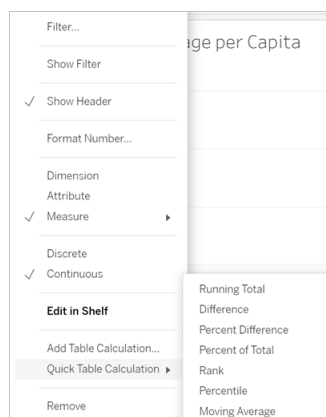 Filter...
age per Capita
Show Filter
Show Header
Format Number...
Dimension
Attribute
Measure
Discrete
Continuous
Edit in Shelf
Add Table Calculation...
Quick Table Calculation
Remove
Running Total
Difference
Percent Difference
Percent of Total
Rank
Percentile
Moving Average